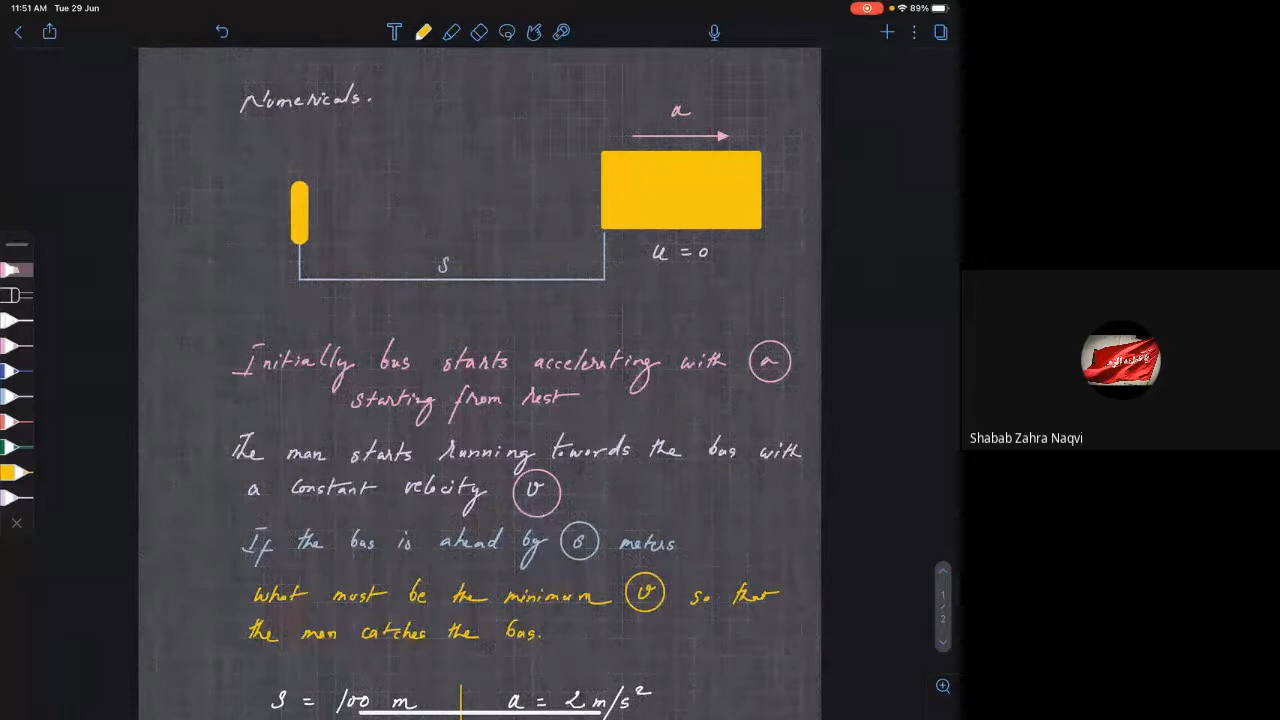 11:51 AM Tue 29 Jun
89%
Numericals.
a
S
u = 0
Initially bus starts accelerating with a
starting from rest
The man starts running towards the bus with
a constant velocity v
If the bus is ahead by s meters
What must be the minimum v so that
the man catches the bus.
S = 100 m
a = 2 m/s²
1
/
2
Shabab Zahra Naqvi